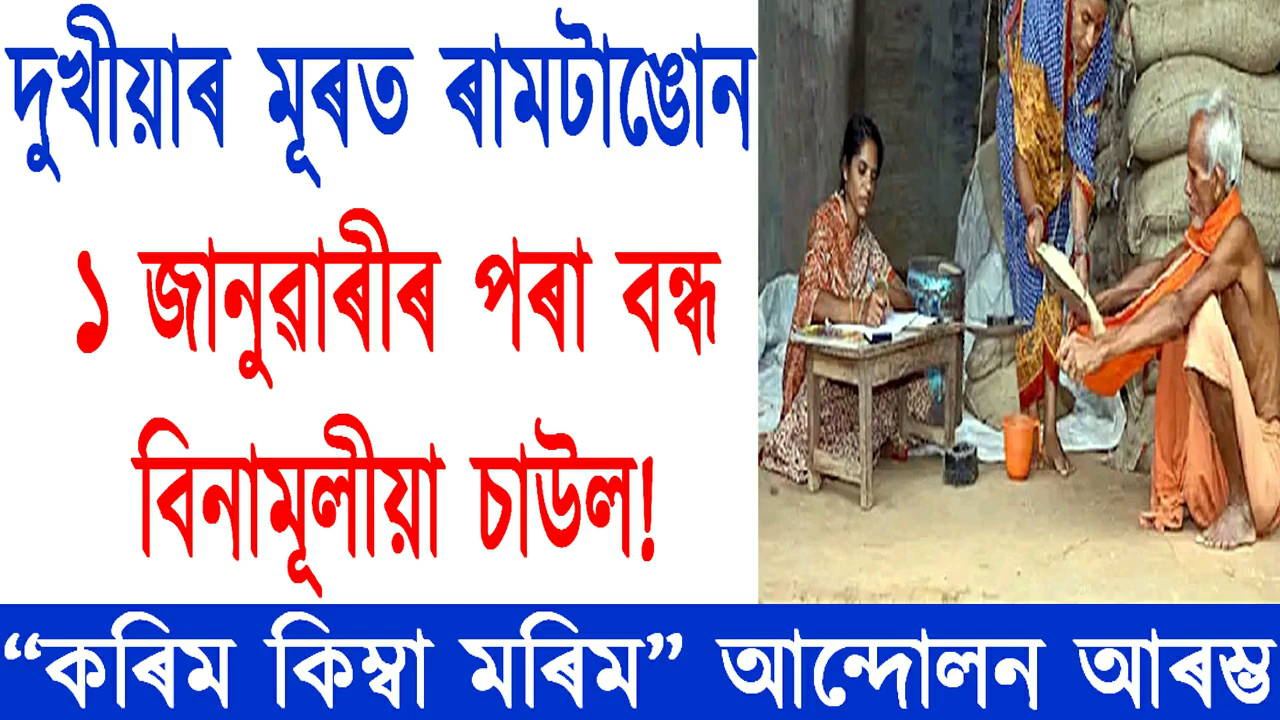 দুখীয়াৰ মূৰত ৰামটাঙোন
১ জানুৱাৰীৰ পৰা বন্ধ
বিনামূলীয়া চাউল!
“কৰিম কিম্বা মৰিম” আন্দোলন আৰম্ভ